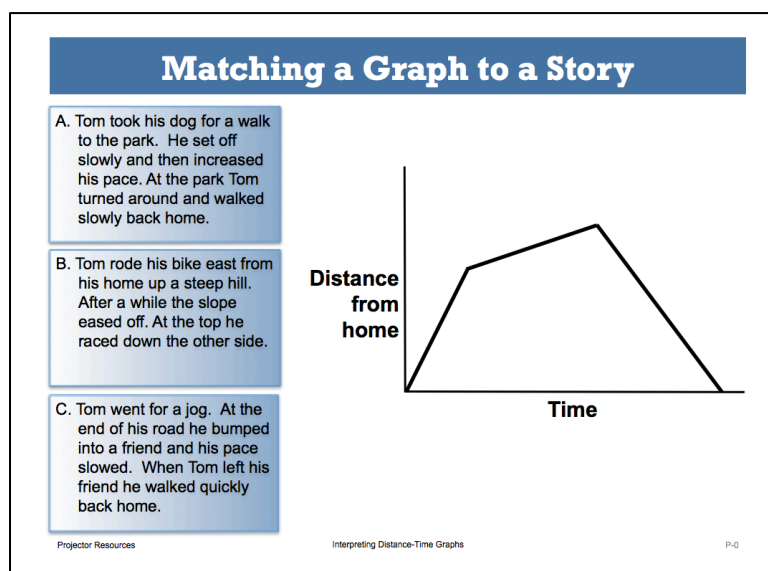 Matching a Graph to a Story
A. Tom took his dog for a walk
to the park.  He set off
slowly and then increased
his pace. At the park Tom
turned around and walked
slowly back home.
B. Tom rode his bike east from
his home up a steep hill.
After a while the slope
eased off. At the top he
raced down the other side.
C. Tom went for a jog.  At the
end of his road he bumped
into a friend and his pace
slowed.  When Tom left his
friend he walked quickly
back home.
Distance
from
home
Time
Projector Resources
Interpreting Distance-Time Graphs
P-0